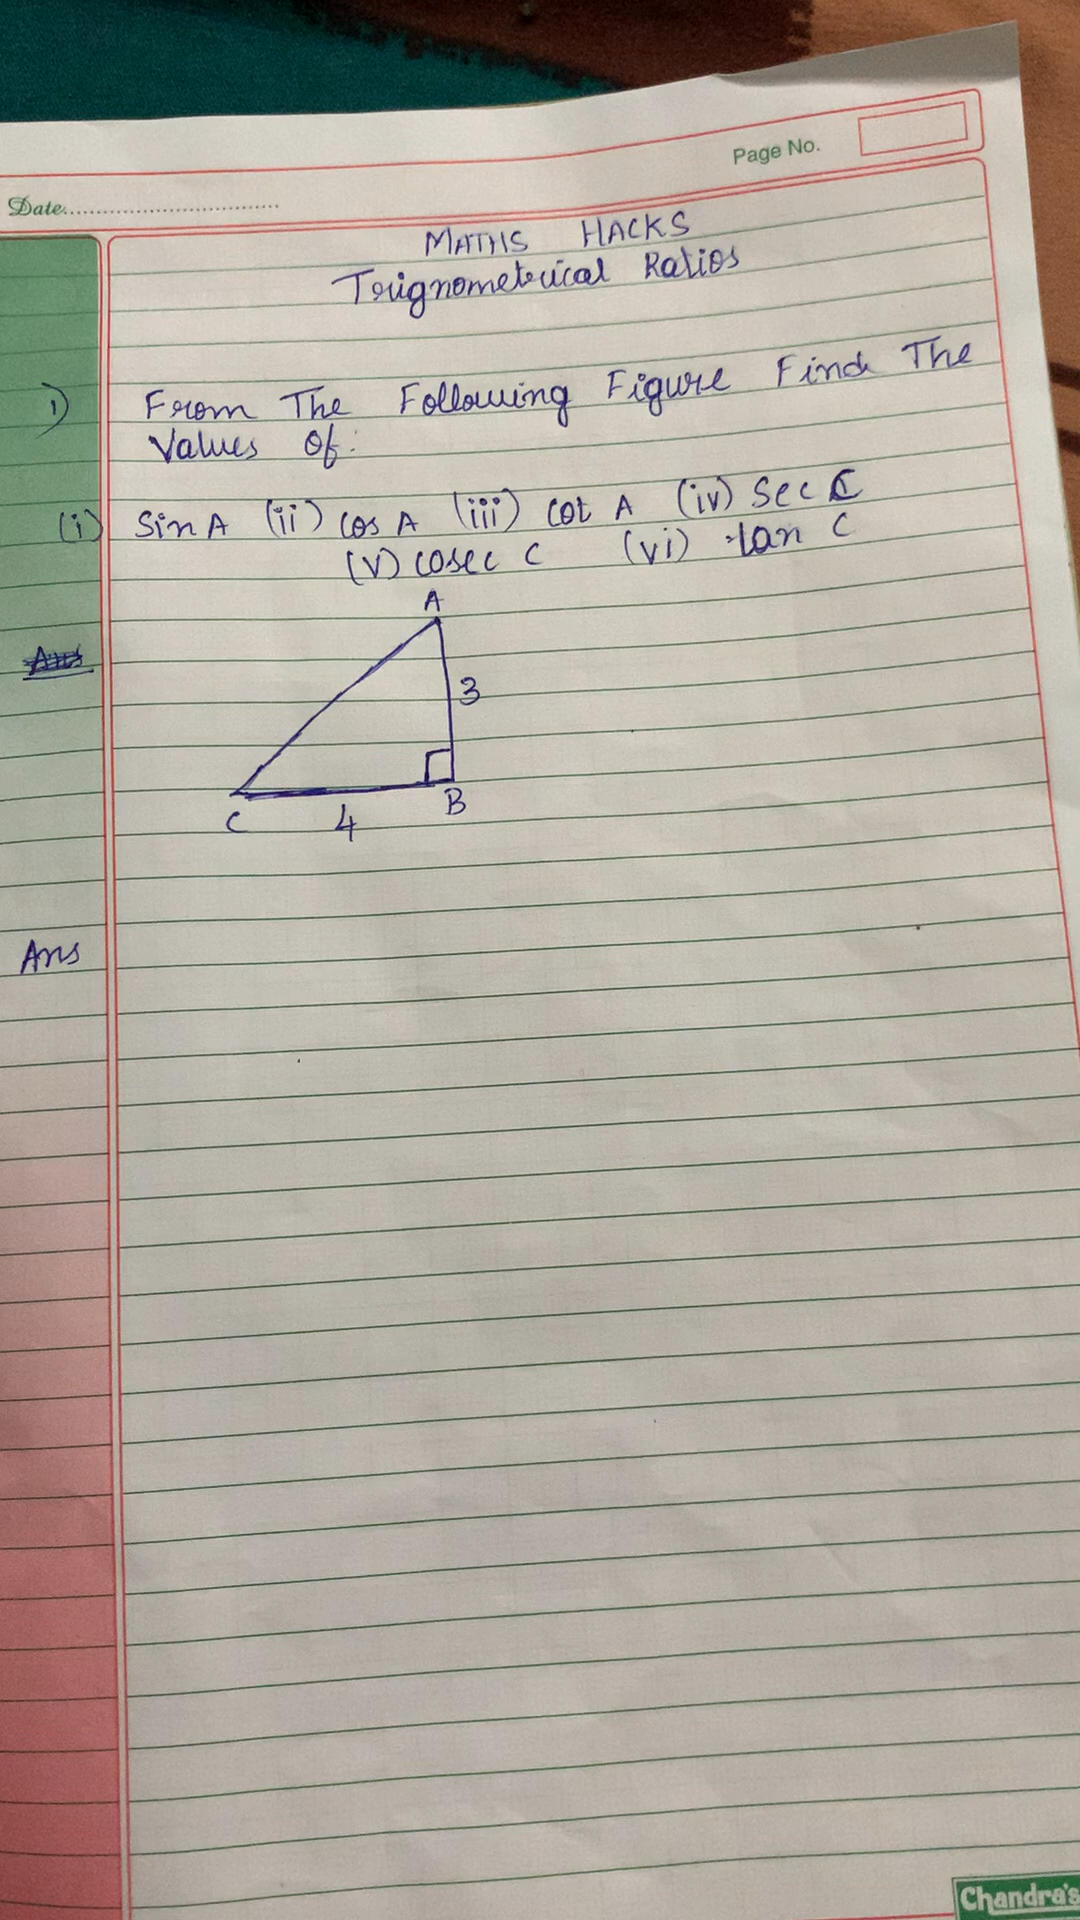 Page No.
Date
MATHS HACKS
Trignometrical Ratios
1) From The Following Figure Find The
Values Of:
(i) Sin A (ii) Cos A (iii) Cot A (iv) Sec C
(v) cosec C (vi) tan C
A
Ans
3
C 4 B
Ans
Chandra's